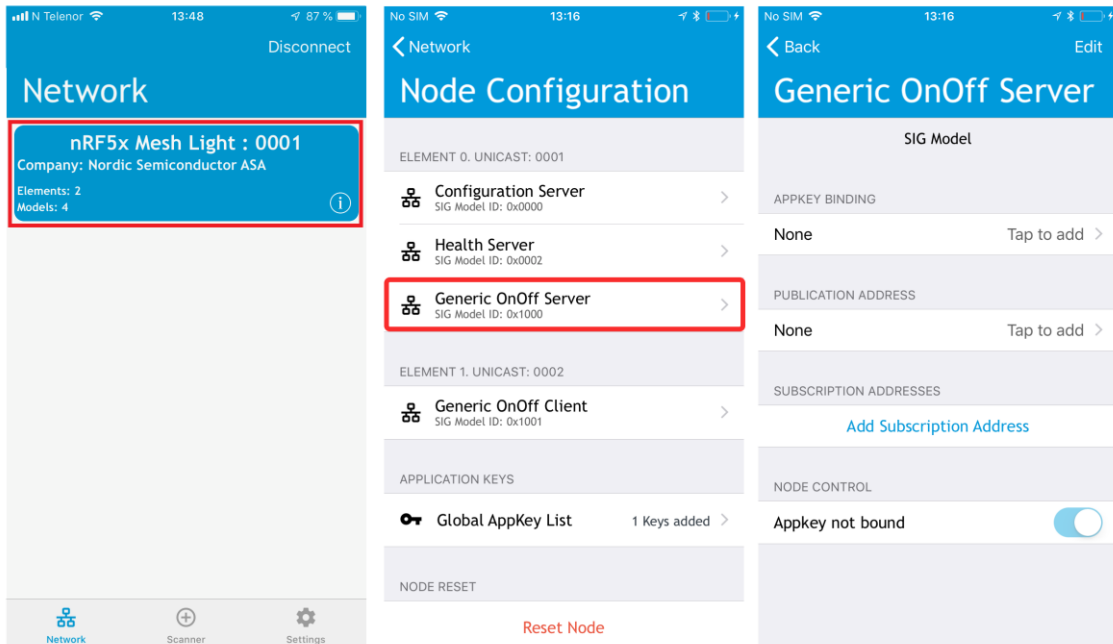 N Telenor 13:48 87 %
Disconnect
Network
nRF5x Mesh Light : 0001
Company: Nordic Semiconductor ASA
Elements: 2
Models: 4
Network Scanner Settings
No SIM 13:16
Network
Node Configuration
ELEMENT 0. UNICAST: 0001
Configuration Server
SIG Model ID: 0x0000
Health Server
SIG Model ID: 0x0002
Generic OnOff Server
SIG Model ID: 0x1000
ELEMENT 1. UNICAST: 0002
Generic OnOff Client
SIG Model ID: 0x1001
APPLICATION KEYS
Global AppKey List 1 Keys added
NODE RESET
Reset Node
No SIM 13:16
Back Edit
Generic OnOff Server
SIG Model
APPKEY BINDING
None Tap to add
PUBLICATION ADDRESS
None Tap to add
SUBSCRIPTION ADDRESSES
Add Subscription Address
NODE CONTROL
Appkey not bound